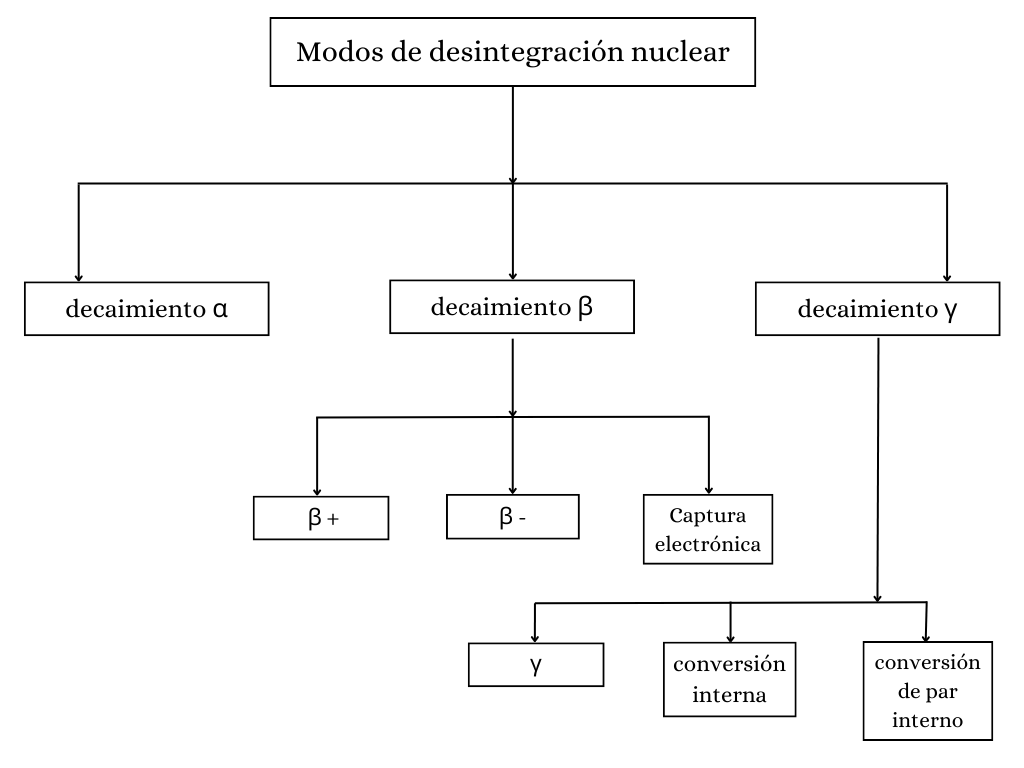 Modos de desintegración nuclear
decaimiento α
decaimiento β
decaimiento γ
β +
β -
Captura
electrónica
γ
conversión
interna
conversión
de par
interno